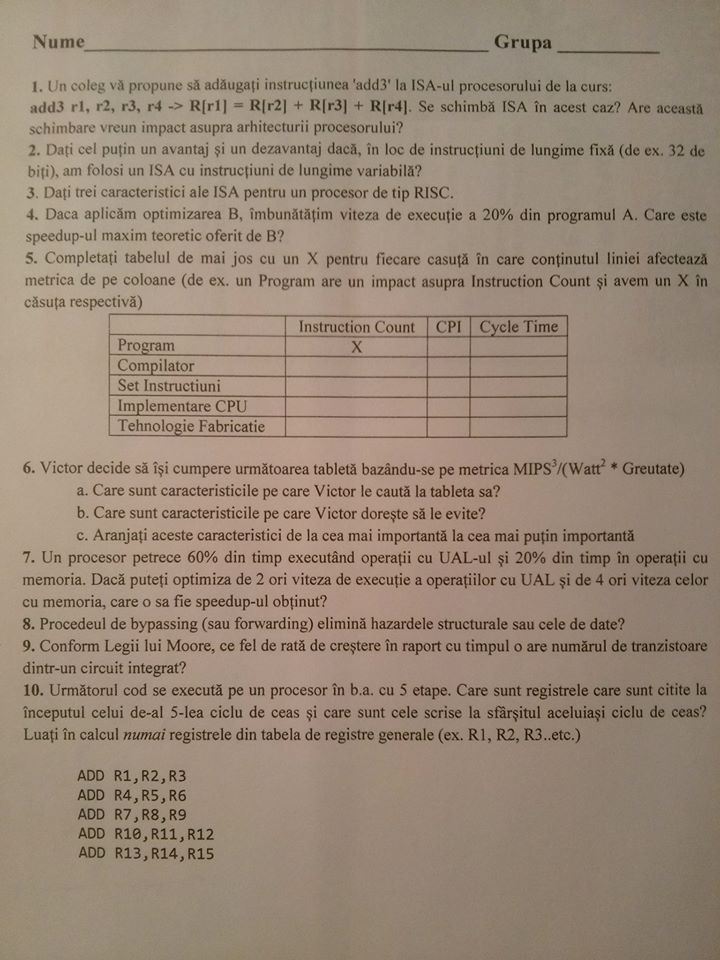 Nume____________________ Grupa __________
1. Un coleg vă propune să adăugați instrucțiunea 'add3' la ISA-ul procesorului de la curs:
add3 r1, r2, r3, r4 -> R[r1] = R[r2] + R[r3] + R[r4]. Se schimbă ISA în acest caz? Are această
schimbare vreun impact asupra arhitecturii procesorului?
2. Dați cel puțin un avantaj și un dezavantaj dacă, în loc de instrucțiuni de lungime fixă (de ex. 32 de
biți), am folosi un ISA cu instrucțiuni de lungime variabilă?
3. Dați trei caracteristici ale ISA pentru un procesor de tip RISC.
4. Daca aplicăm optimizarea B, îmbunătățim viteza de execuție a 20% din programul A. Care este
speedup-ul maxim teoretic oferit de B?
5. Completați tabelul de mai jos cu un X pentru fiecare casuță în care conținutul liniei afectează
metrica de pe coloane (de ex. un Program are un impact asupra Instruction Count și avem un X în
căsuța respectivă)
Instruction Count CPI Cycle Time
Program X
Compilator
Set Instructiuni
Implementare CPU
Tehnologie Fabricatie
6. Victor decide să își cumpere următoarea tabletă bazându-se pe metrica MIPS³/(Watt² * Greutate)
a. Care sunt caracteristicile pe care Victor le caută la tableta sa?
b. Care sunt caracteristicile pe care Victor dorește să le evite?
c. Aranjați aceste caracteristici de la cea mai importantă la cea mai puțin importantă
7. Un procesor petrece 60% din timp executând operații cu UAL-ul și 20% din timp în operații cu
memoria. Dacă puteți optimiza de 2 ori viteza de execuție a operațiilor cu UAL și de 4 ori viteza celor
cu memoria, care o sa fie speedup-ul obținut?
8. Procedeul de bypassing (sau forwarding) elimină hazardele structurale sau cele de date?
9. Conform Legii lui Moore, ce fel de rată de creștere în raport cu timpul o are numărul de tranzistoare
dintr-un circuit integrat?
10. Următorul cod se execută pe un procesor în b.a. cu 5 etape. Care sunt registrele care sunt citite la
începutul celui de-al 5-lea ciclu de ceas și care sunt cele scrise la sfârșitul aceluiași ciclu de ceas?
Luați în calcul numai registrele din tabela de registre generale (ex. R1, R2, R3..etc.)
ADD R1,R2,R3
ADD R4,R5,R6
ADD R7,R8,R9
ADD R10,R11,R12
ADD R13,R14,R15